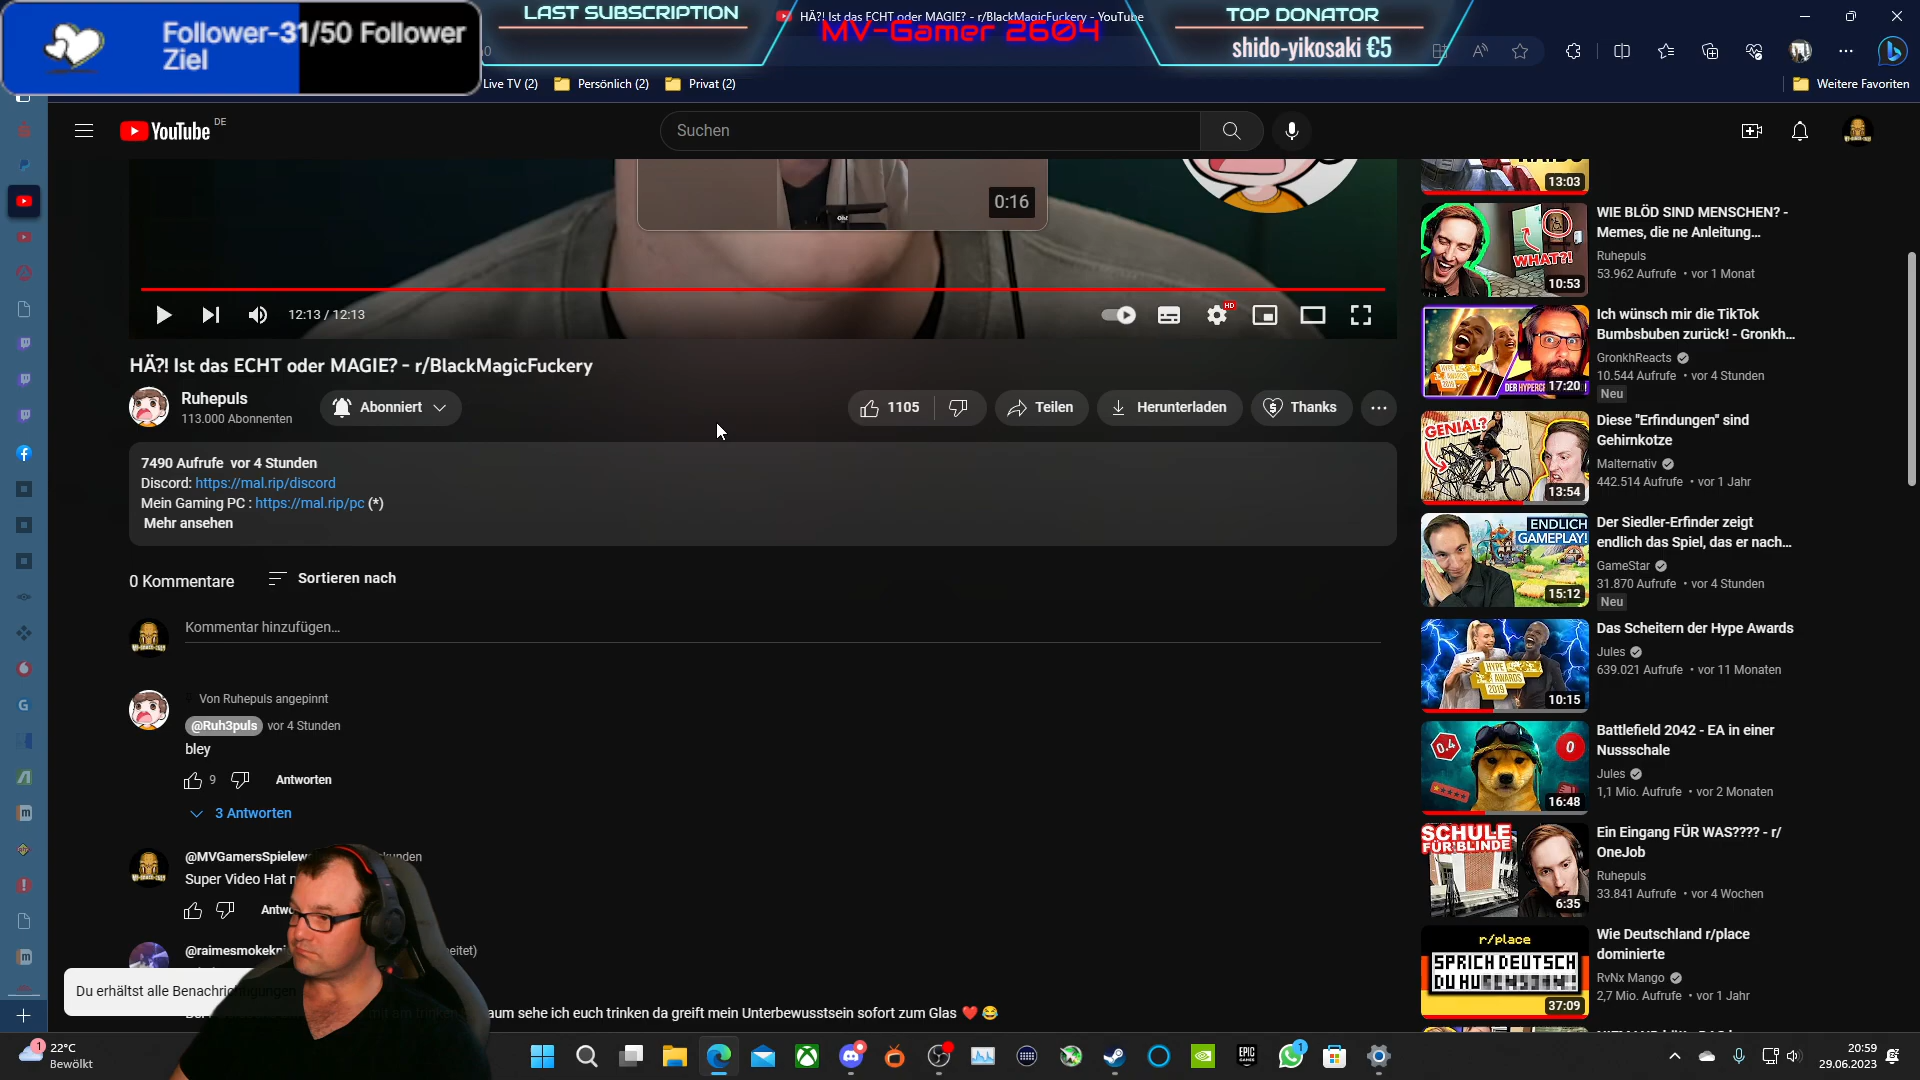 Follower-31/50 Follower
Ziel
LAST SUBSCRIPTION
HÄ?! Ist das ECHT oder MAGIE? - r/BlackMagicFuckery - YouTube
MV-Gamer 2604
TOP DONATOR
shido-yikosaki €5
Live TV (2)
Persönlich (2)
Privat (2)
Weitere Favoriten
YouTube
DE
Suchen
0:16
12:13 / 12:13
HD
HÄ?! Ist das ECHT oder MAGIE? - r/BlackMagicFuckery
Ruhepuls
113.000 Abonnenten
Abonniert
1105
Teilen
Herunterladen
Thanks
7490 Aufrufe vor 4 Stunden
Discord: https://mal.rip/discord
Mein Gaming PC : https://mal.rip/pc (*)
Mehr ansehen
0 Kommentare
Sortieren nach
Kommentar hinzufügen...
Von Ruhepuls angepinnt
@Ruh3puls vor 4 Stunden
bley
9
Antworten
3 Antworten
Super Video Hat
Du erhältst alle Benachrichtigungen
sehe ich euch trinken da greift mein Unterbewusstsein sofort zum Glas ❤️ 😂
13:03
WHAT?!
10:53
WIE BLÖD SIND MENSCHEN? -
Memes, die ne Anleitung...
Ruhepuls
53.962 Aufrufe • vor 1 Monat
17:20
Ich wünsch mir die TikTok
Bumsbuben zurück! - Gronkh...
GronkhReacts
10.544 Aufrufe • vor 4 Stunden
Neu
GENIAL?
13:54
Diese "Erfindungen" sind
Gehirnkotze
Malternativ
442.514 Aufrufe • vor 1 Jahr
ENDLICH
GAMEPLAY!
15:12
Der Siedler-Erfinder zeigt
endlich das Spiel, das er nach...
GameStar
31.870 Aufrufe • vor 4 Stunden
Neu
HYPE
AWARDS
2019
10:15
Das Scheitern der Hype Awards
Jules
639.021 Aufrufe • vor 11 Monaten
0.4
0
16:48
Battlefield 2042 - EA in einer
Nussschale
Jules
1,1 Mio. Aufrufe • vor 2 Monaten
SCHULE
FÜR BLINDE
6:35
Ein Eingang FÜR WAS???? - r/
OneJob
Ruhepuls
33.841 Aufrufe • vor 4 Wochen
r/place
SPRICH DEUTSCH
DU HU
37:09
Wie Deutschland r/place
dominierte
RvNx Mango
2,7 Mio. Aufrufe • vor 1 Jahr
1
22°C
Bewölkt
EPIC
GAMES
1
20:59
29.06.2023